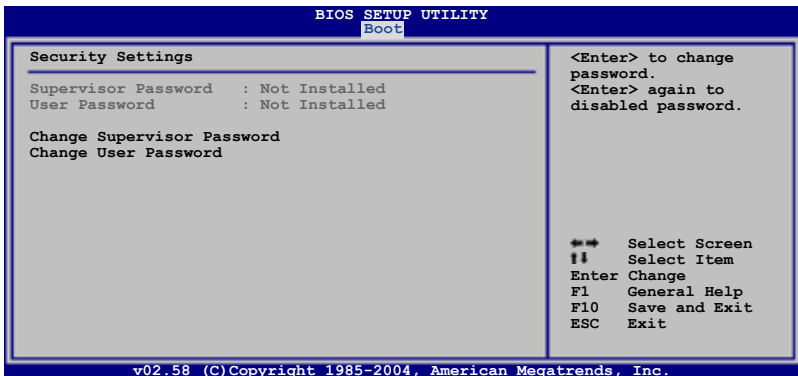 BIOS SETUP UTILITY
Boot
Security Settings
Supervisor Password : Not Installed
User Password : Not Installed
Change Supervisor Password
Change User Password
<Enter> to change
password.
<Enter> again to
disabled password.
←→ Select Screen
↑↓ Select Item
Enter Change
F1 General Help
F10 Save and Exit
ESC Exit
v02.58 (C)Copyright 1985-2004, American Megatrends, Inc.